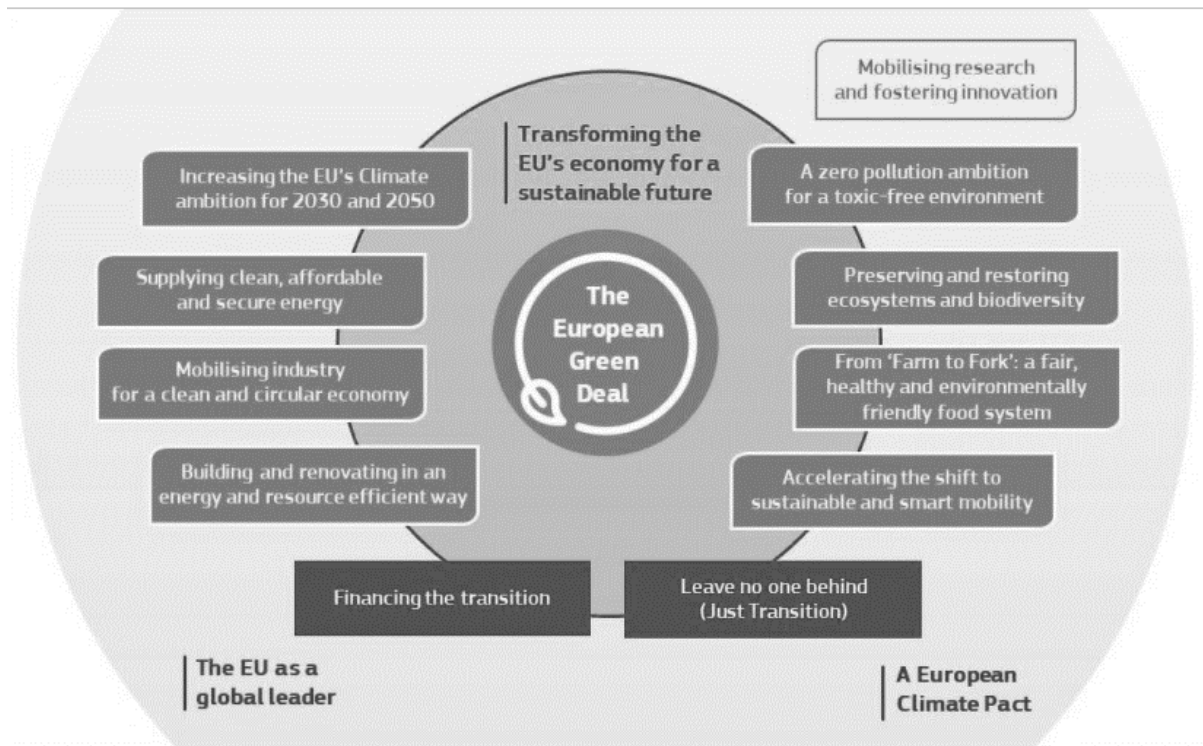 Mobilising research
and fostering innovation
Transforming the
EU's economy for a
sustainable future
Increasing the EU's Climate
ambition for 2030 and 2050
A zero pollution ambition
for a toxic-free environment
Supplying clean, affordable
and secure energy
Preserving and restoring
ecosystems and biodiversity
The
European
Green
Deal
Mobilising industry
for a clean and circular economy
From ‘Farm to Fork’: a fair,
healthy and environmentally
friendly food system
Building and renovating in an
energy and resource efficient way
Accelerating the shift to
sustainable and smart mobility
Financing the transition
Leave no one behind
(Just Transition)
The EU as a
global leader
A European
Climate Pact